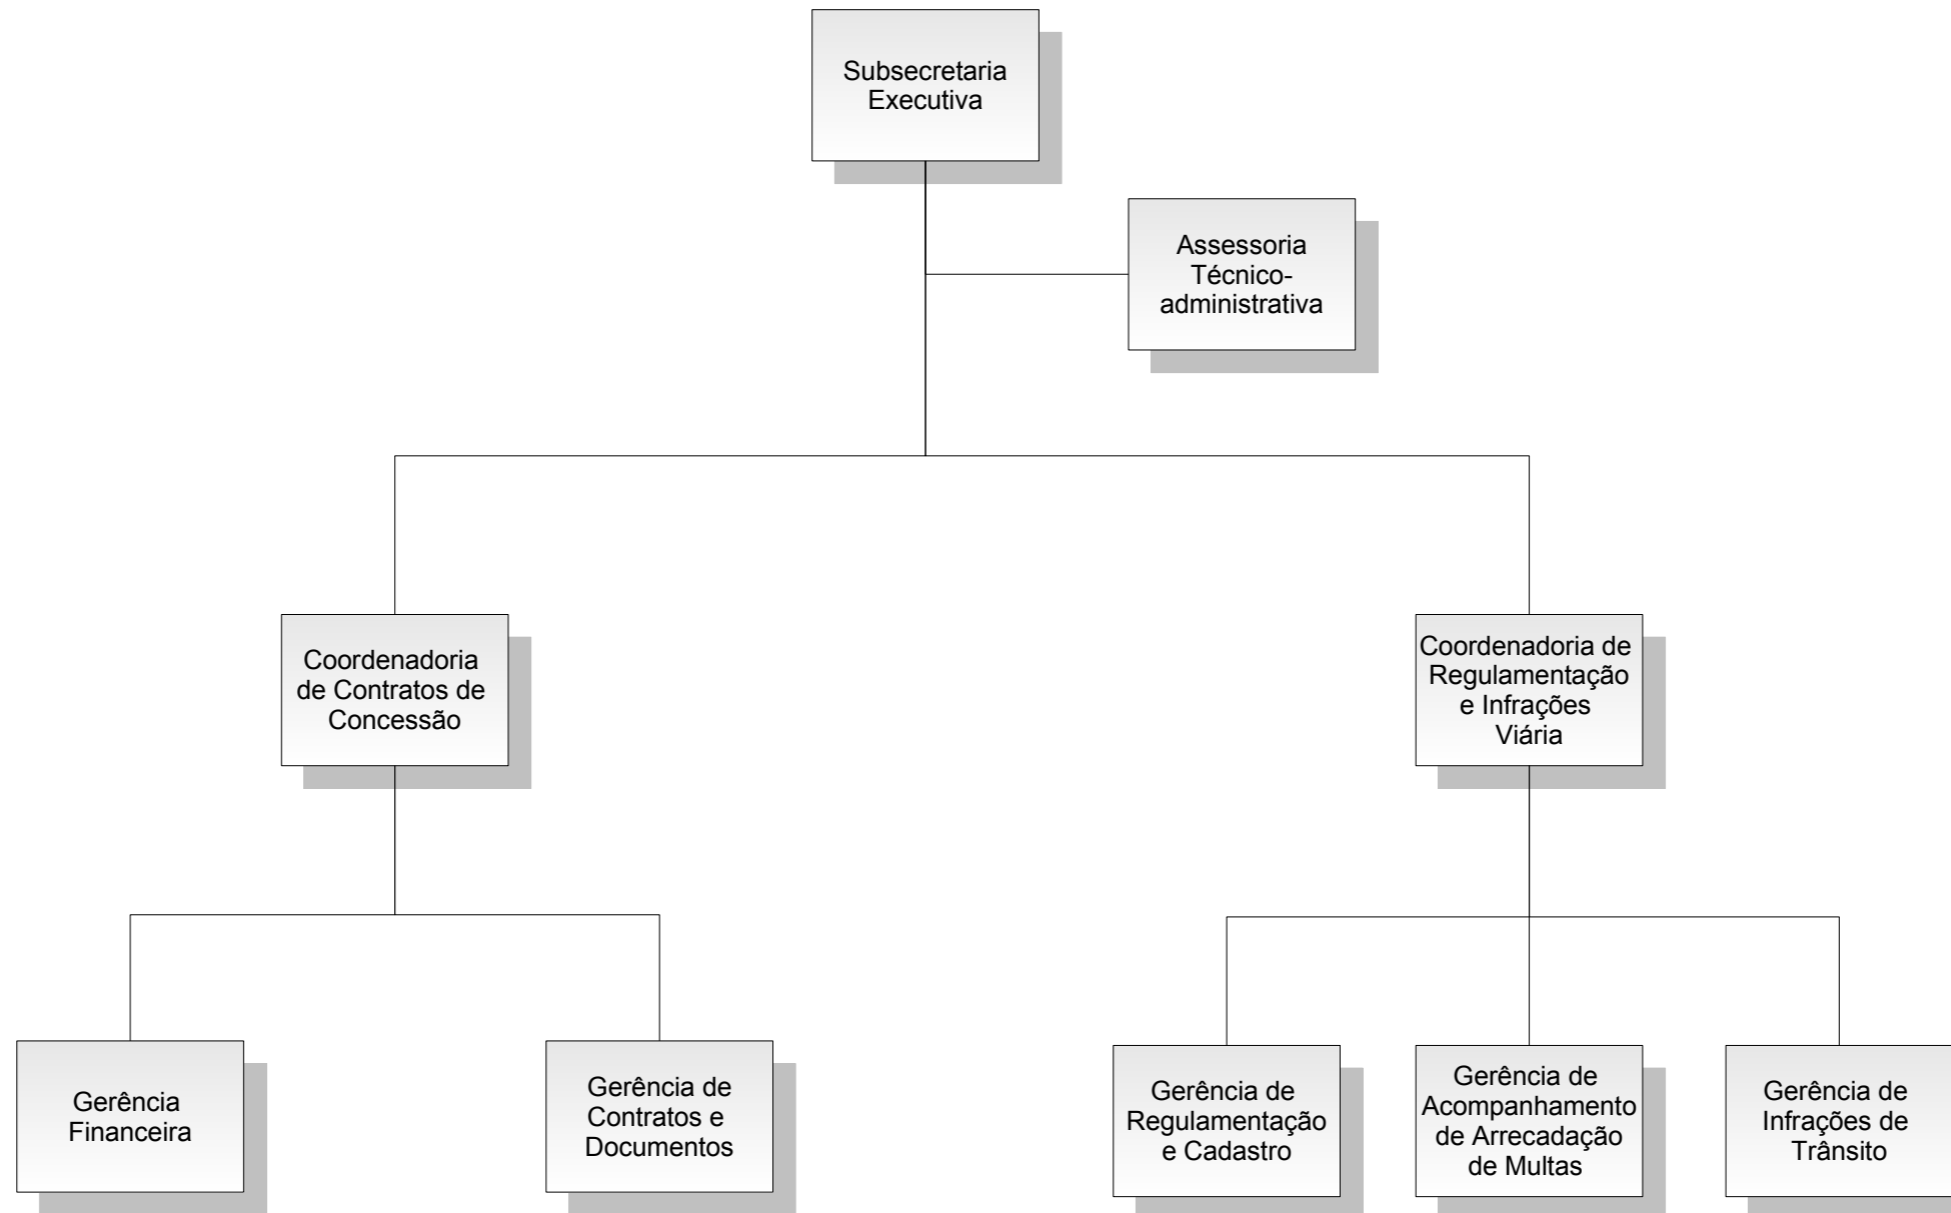 Subsecretaria
Executiva
Assessoria
Técnico-
administrativa
Coordenadoria
de Contratos de
Concessão
Coordenadoria de
Regulamentação
e Infrações
Viária
Gerência
Financeira
Gerência de
Contratos e
Documentos
Gerência de
Regulamentação
e Cadastro
Gerência de
Acompanhamento
de Arrecadação
de Multas
Gerência de
Infrações de
Trânsito